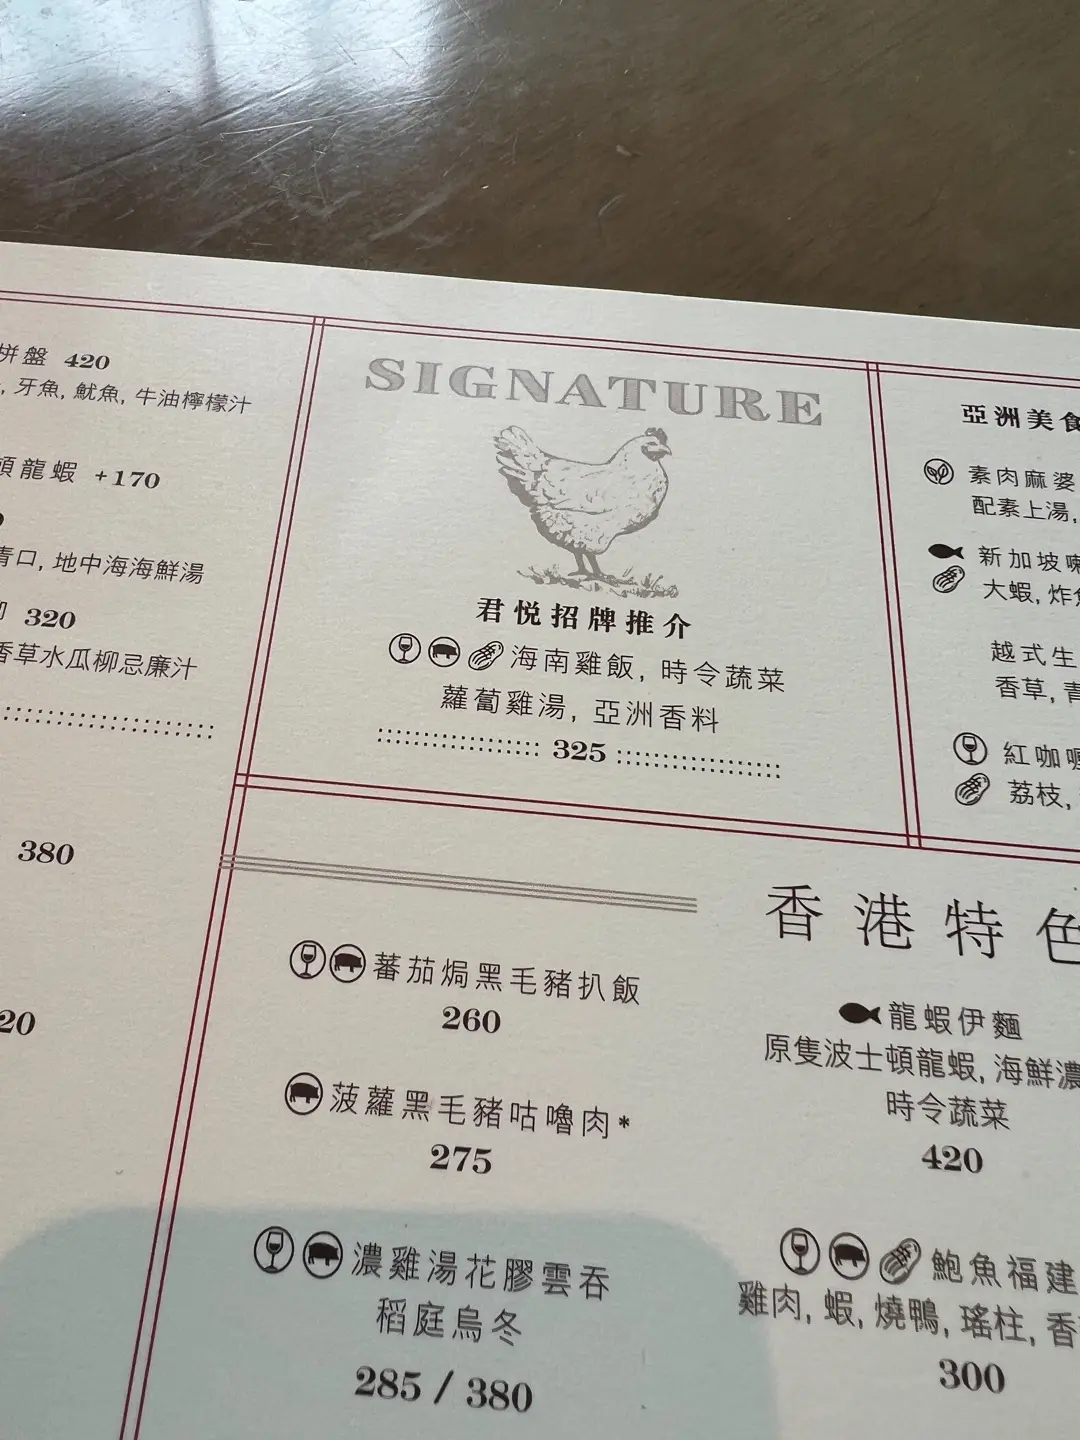 拼盤 420
牙魚, 魷魚, 牛油檸檬汁
頓龍蝦 +170
青口, 地中海海鮮湯
320
香草水瓜柳忌廉汁
380
20
SIGNATURE
君悅招牌推介
海南雞飯, 時令蔬菜
蘿蔔雞湯, 亞洲香料
325
亞洲美食
素肉麻婆
配素上湯,
新加坡喇
大蝦, 炸魚
越式生
香草, 青
紅咖喱
荔枝,
香港特色
蕃茄焗黑毛豬扒飯
260
菠蘿黑毛豬咕嚕肉*
275
濃雞湯花膠雲吞
稻庭烏冬
285 / 380
龍蝦伊麵
原隻波士頓龍蝦, 海鮮濃
時令蔬菜
420
鮑魚福建
雞肉, 蝦, 燒鴨, 瑤柱, 香
300